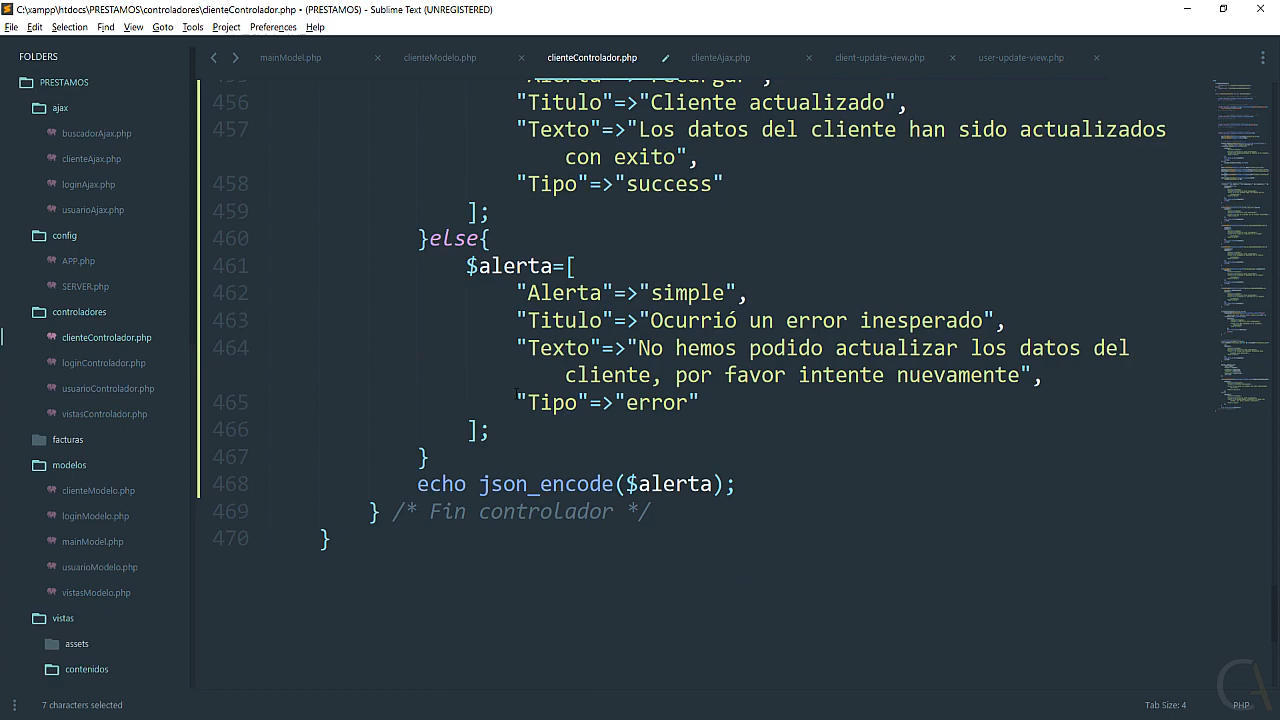 C:\xampp\htdocs\PRESTAMOS\controladores\clienteControlador.php • (PRESTAMOS) - Sublime Text (UNREGISTERED)
File Edit Selection Find View Goto Tools Project Preferences Help
FOLDERS
PRESTAMOS
ajax
buscadorAjax.php
clienteAjax.php
loginAjax.php
usuarioAjax.php
config
APP.php
SERVER.php
controladores
clienteControlador.php
loginControlador.php
usuarioControlador.php
vistasControlador.php
facturas
modelos
clienteModelo.php
loginModelo.php
mainModel.php
usuarioModelo.php
vistasModelo.php
vistas
assets
contenidos
mainModel.php clienteModelo.php clienteControlador.php clienteAjax.php client-update-view.php user-update-view.php
456 "Titulo"=>"Cliente actualizado",
457 "Texto"=>"Los datos del cliente han sido actualizados
con exito",
458 "Tipo"=>"success"
459 ];
460 }else{
461 $alerta=[
462 "Alerta"=>"simple",
463 "Titulo"=>"Ocurrió un error inesperado",
464 "Texto"=>"No hemos podido actualizar los datos del
cliente, por favor intente nuevamente",
465 "Tipo"=>"error"
466 ];
467 }
468 echo json_encode($alerta);
469 } /* Fin controlador */
470 }
7 characters selected
Tab Size: 4 PHP